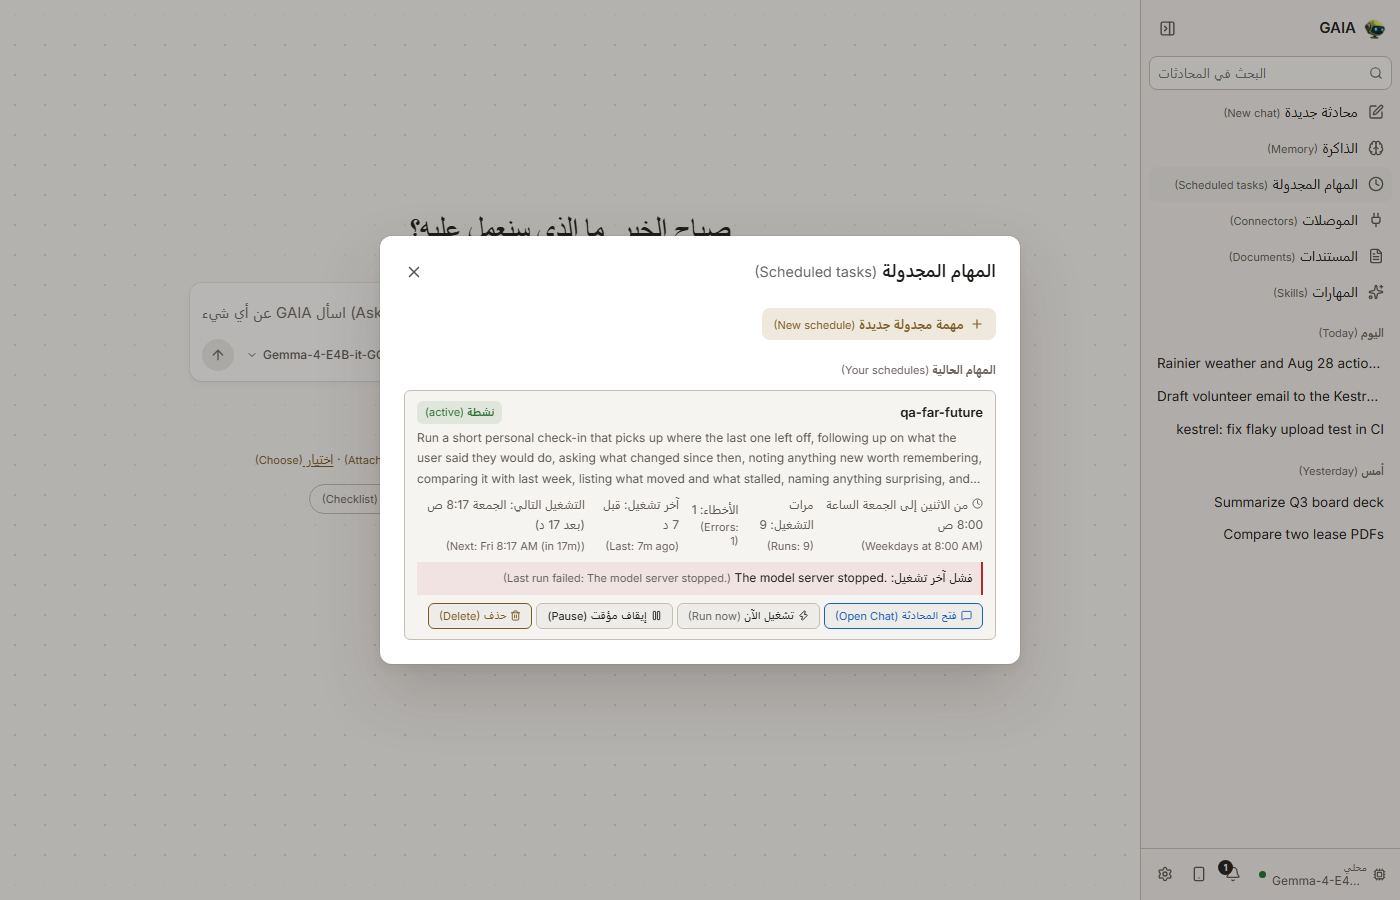 GAIA
البحث في المحادثات
محادثة جديدة (New chat)
الذاكرة (Memory)
المهام المجدولة (Scheduled tasks)
الموصلات (Connectors)
المستندات (Documents)
المهارات (Skills)
اليوم (Today)
Rainier weather and Aug 28 actio...
Draft volunteer email to the Kestr...
kestrel: fix flaky upload test in CI
أمس (Yesterday)
Summarize Q3 board deck
Compare two lease PDFs
محلي
Gemma-4-E4...
1
صباح الخير ما الذي سنعمل عليه؟
اسأل GAIA عن أي شيء (Ask
Gemma-4-E4B-it-GG
(Attach · اختيار (Choose)
(Checklist)
المهام المجدولة (Scheduled tasks)
مهمة مجدولة جديدة (New schedule)
المهام الحالية (Your schedules)
qa-far-future
نشطة (active)
Run a short personal check-in that picks up where the last one left off, following up on what the
user said they would do, asking what changed since then, noting anything new worth remembering,
comparing it with last week, listing what moved and what stalled, naming anything surprising, and...
من الاثنين إلى الجمعة الساعة
8:00 ص
(Weekdays at 8:00 AM)
مرات
التشغيل: 9
(Runs: 9)
الأخطاء: 1
(Errors:
1)
آخر تشغيل: قبل
7 د
(Last: 7m ago)
التشغيل التالي: الجمعة 8:17 ص
(بعد 17 د)
(Next: Fri 8:17 AM (in 17m))
فشل آخر تشغيل: The model server stopped. (Last run failed: The model server stopped.)
فتح المحادثة (Open Chat)
تشغيل الآن (Run now)
إيقاف مؤقت (Pause)
حذف (Delete)